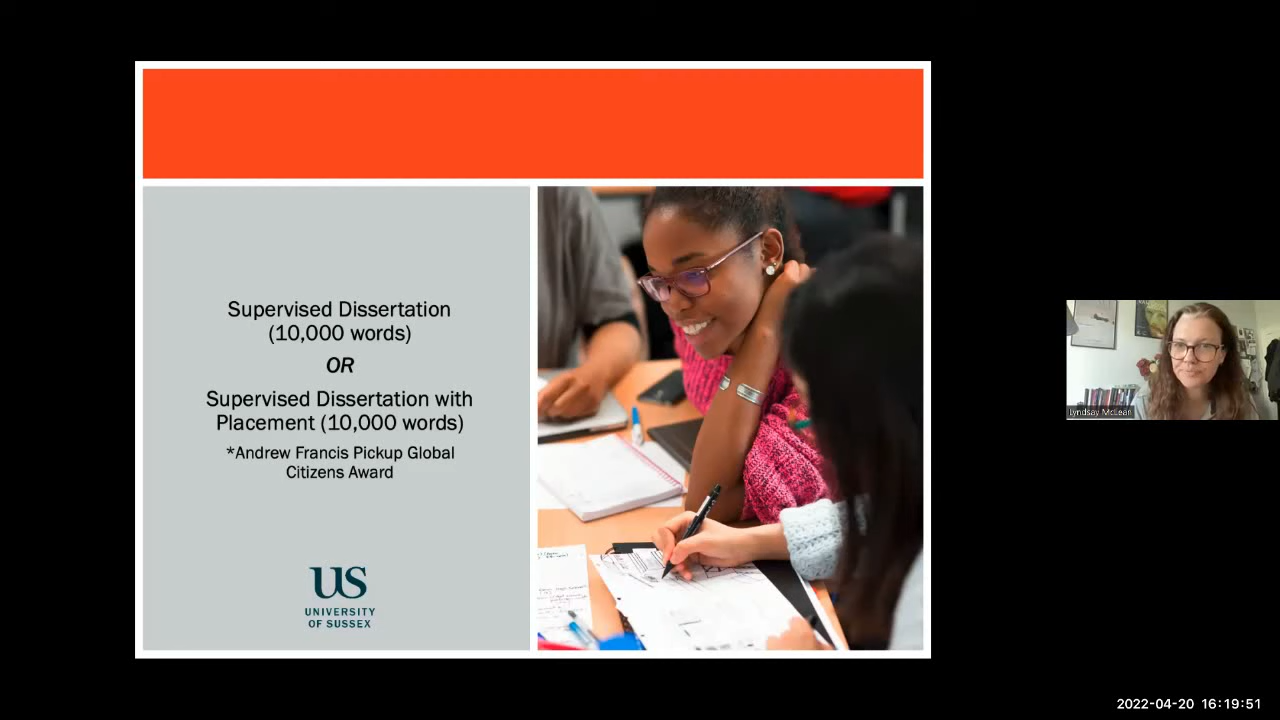 Supervised Dissertation
(10,000 words)
OR
Supervised Dissertation with
Placement (10,000 words)
*Andrew Francis Pickup Global
Citizens Award
US
UNIVERSITY
OF SUSSEX
Lyndsay McLean
2022-04-20 16:19:51